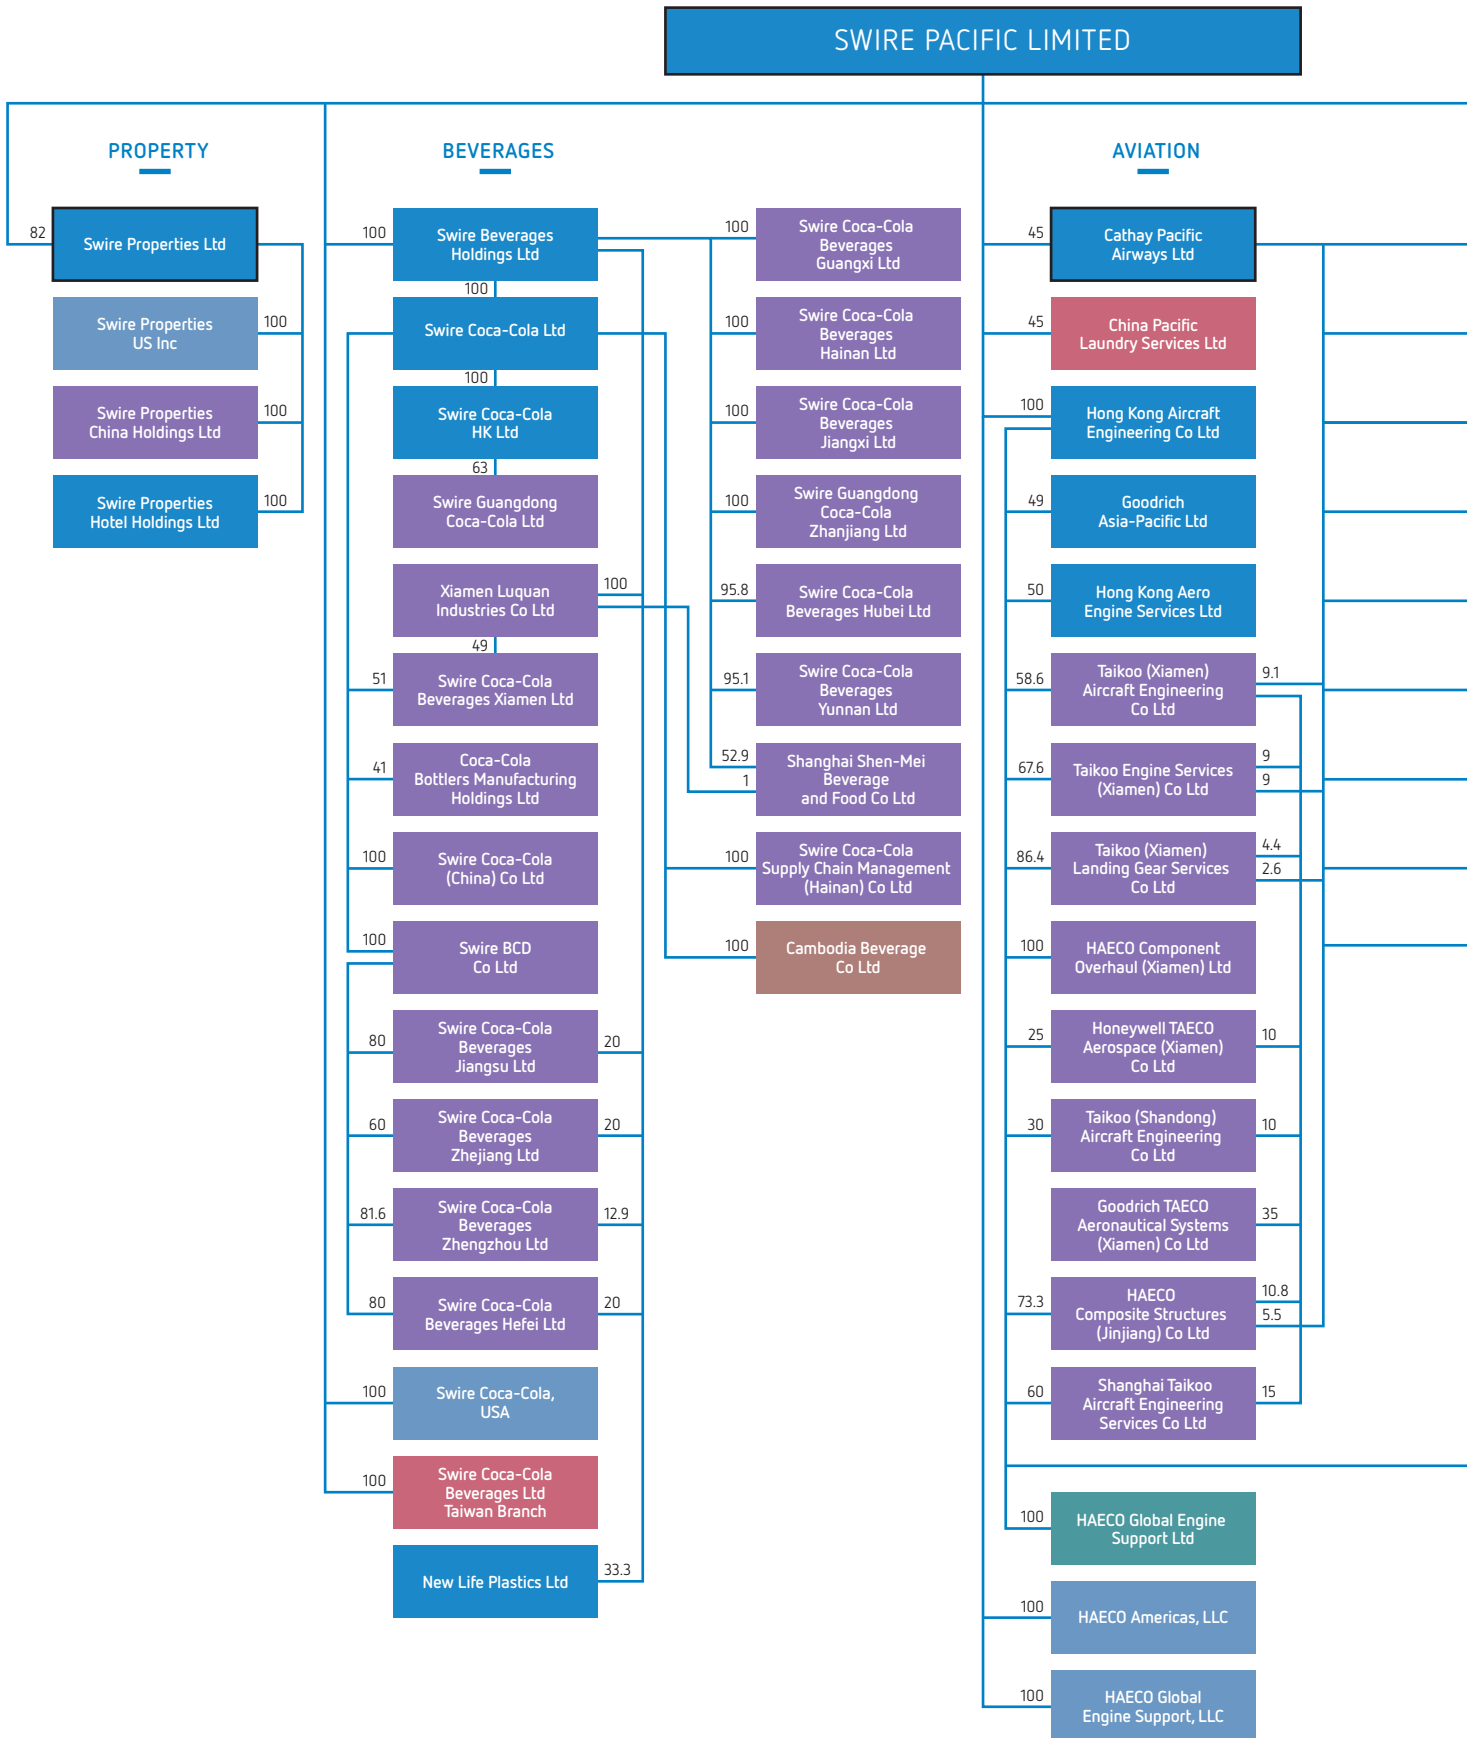 SWIRE PACIFIC LIMITED
PROPERTY
82
Swire Properties Ltd
Swire Properties
US Inc
100
Swire Properties
China Holdings Ltd
100
Swire Properties
Hotel Holdings Ltd
100
BEVERAGES
100
Swire Beverages
Holdings Ltd
100
Swire Coca-Cola Ltd
100
Swire Coca-Cola
HK Ltd
63
Swire Guangdong
Coca-Cola Ltd
Xiamen Luquan
Industries Co Ltd
100
49
51
Swire Coca-Cola
Beverages Xiamen Ltd
41
Coca-Cola
Bottlers Manufacturing
Holdings Ltd
100
Swire Coca-Cola
(China) Co Ltd
100
Swire BCD
Co Ltd
80
Swire Coca-Cola
Beverages
Jiangsu Ltd
20
60
Swire Coca-Cola
Beverages
Zhejiang Ltd
20
81.6
Swire Coca-Cola
Beverages
Zhengzhou Ltd
12.9
80
Swire Coca-Cola
Beverages Hefei Ltd
20
100
Swire Coca-Cola,
USA
100
Swire Coca-Cola
Beverages Ltd
Taiwan Branch
New Life Plastics Ltd
33.3
100
Swire Coca-Cola
Beverages
Guangxi Ltd
100
Swire Coca-Cola
Beverages
Hainan Ltd
100
Swire Coca-Cola
Beverages
Jiangxi Ltd
100
Swire Guangdong
Coca-Cola
Zhanjiang Ltd
95.8
Swire Coca-Cola
Beverages Hubei Ltd
95.1
Swire Coca-Cola
Beverages
Yunnan Ltd
52.9
1
Shanghai Shen-Mei
Beverage
and Food Co Ltd
100
Swire Coca-Cola
Supply Chain Management
(Hainan) Co Ltd
100
Cambodia Beverage
Co Ltd
AVIATION
45
Cathay Pacific
Airways Ltd
45
China Pacific
Laundry Services Ltd
100
Hong Kong Aircraft
Engineering Co Ltd
49
Goodrich
Asia-Pacific Ltd
50
Hong Kong Aero
Engine Services Ltd
58.6
Taikoo (Xiamen)
Aircraft Engineering
Co Ltd
9.1
67.6
Taikoo Engine Services
(Xiamen) Co Ltd
9
9
86.4
Taikoo (Xiamen)
Landing Gear Services
Co Ltd
4.4
2.6
100
HAECO Component
Overhaul (Xiamen) Ltd
25
Honeywell TAECO
Aerospace (Xiamen)
Co Ltd
10
30
Taikoo (Shandong)
Aircraft Engineering
Co Ltd
10
Goodrich TAECO
Aeronautical Systems
(Xiamen) Co Ltd
35
73.3
HAECO
Composite Structures
(Jinjiang) Co Ltd
10.8
5.5
60
Shanghai Taikoo
Aircraft Engineering
Services Co Ltd
15
100
HAECO Global Engine
Support Ltd
100
HAECO Americas, LLC
100
HAECO Global
Engine Support, LLC